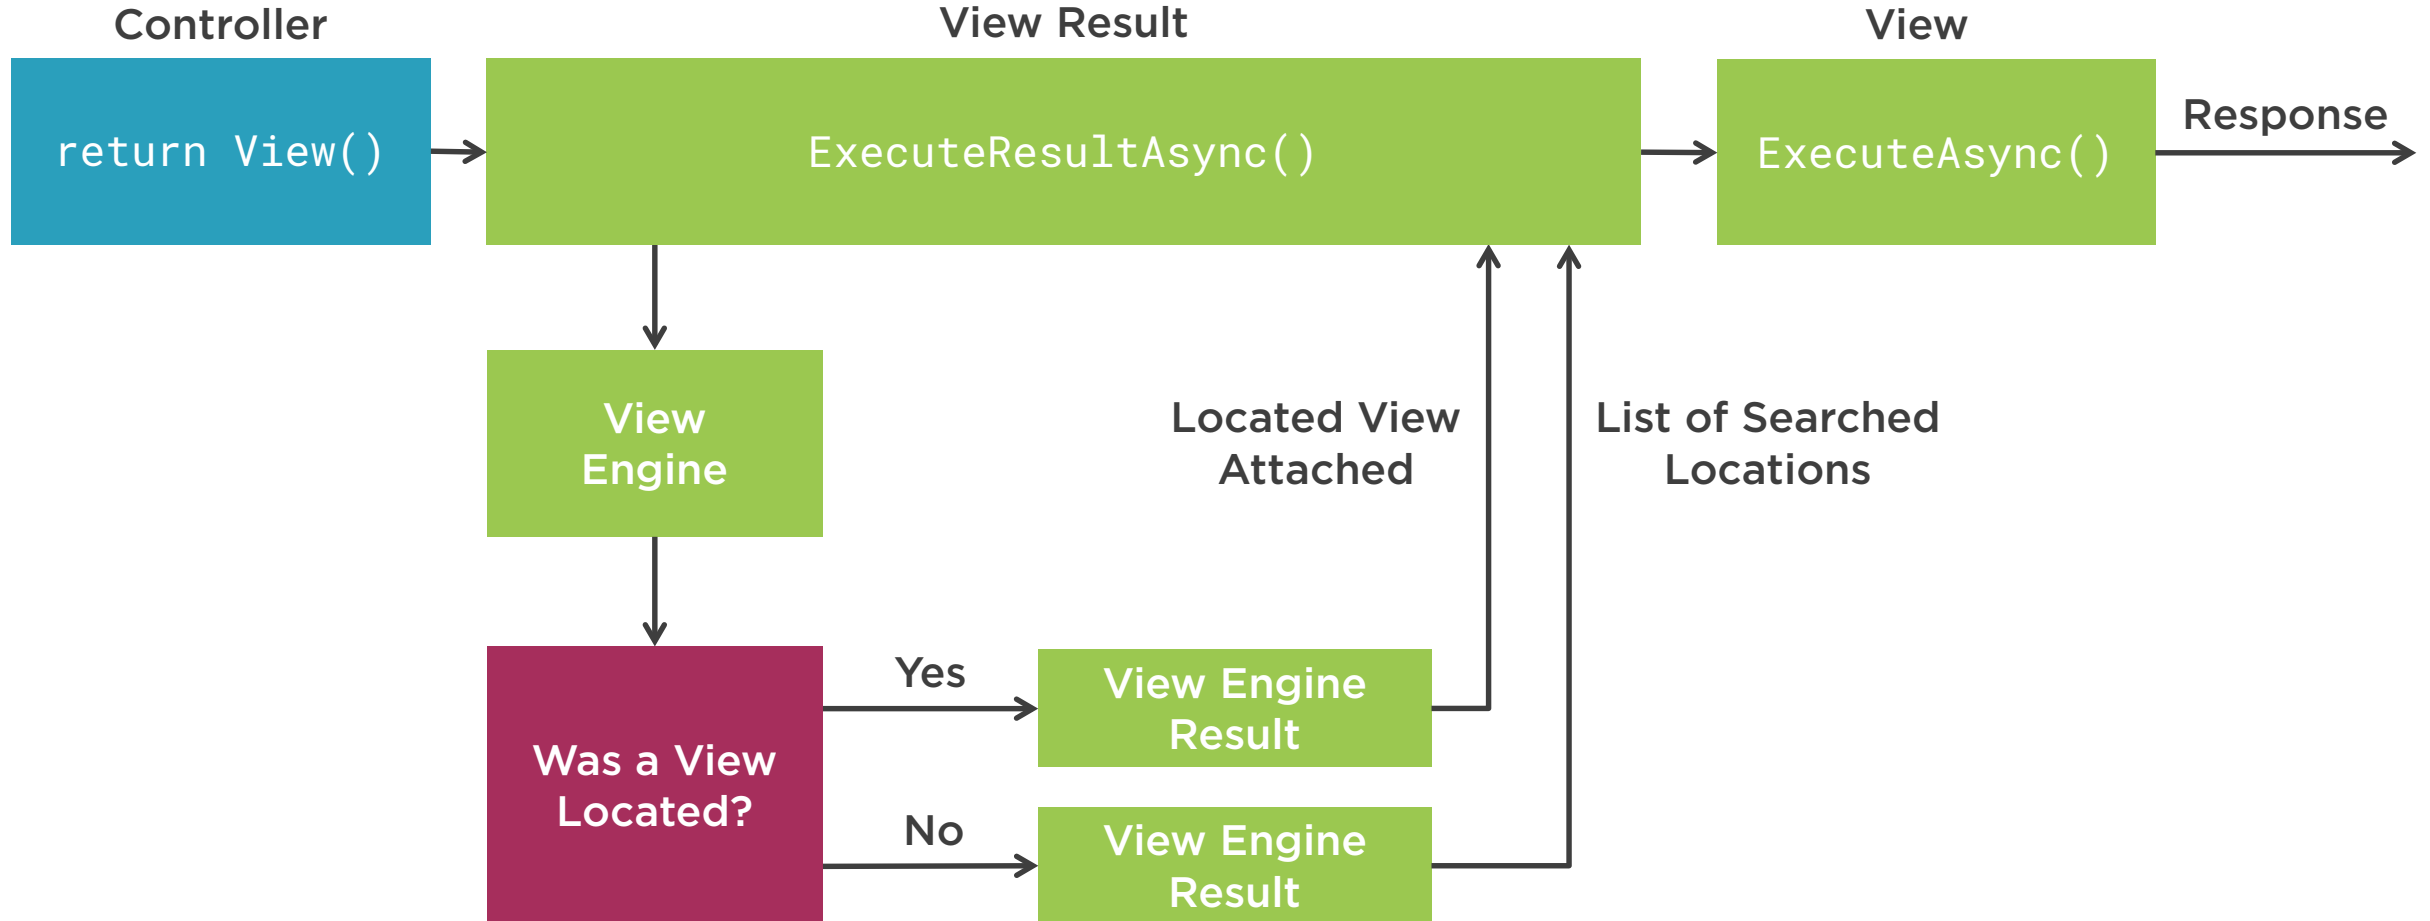 Controller
View Result
View
return View()
ExecuteResultAsync()
ExecuteAsync()
Response
View
Engine
Located View
Attached
List of Searched
Locations
Was a View
Located?
Yes
View Engine
Result
No
View Engine
Result